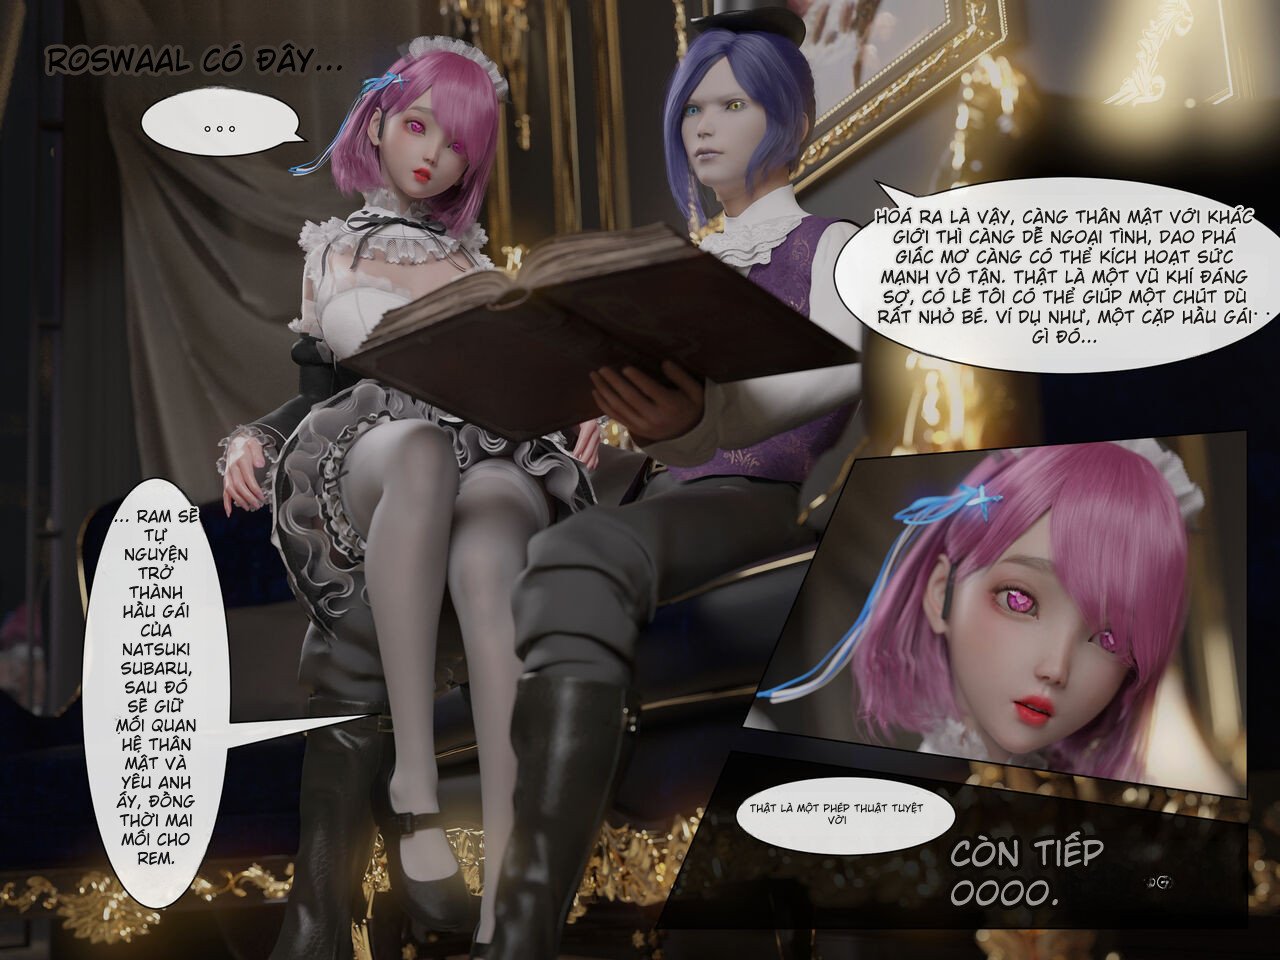 ROSWAAL CÓ ĐÂY...
...
HOÁ RA LÀ VẬY, CÀNG THÂN MẬT VỚI KHÁC
GIỚI THÌ CÀNG DỄ NGOẠI TÌNH, DAO PHÁ
GIẤC MƠ CÀNG CÓ THỂ KÍCH HOẠT SỨC
MẠNH VÔ TẬN. THẬT LÀ MỘT VŨ KHÍ ĐÁNG
SỢ, CÓ LẼ TÔI CÓ THỂ GIÚP MỘT CHÚT DÙ
RẤT NHỎ BÉ. VÍ DỤ NHƯ, MỘT CẶP HẦU GÁI
GÌ ĐÓ...
... RAM SẼ
TỰ
NGUYỆN
TRỞ
THÀNH
HẦU GÁI
CỦA
NATSUKI
SUBARU,
SAU ĐÓ
SẼ GIỮ
MỐI QUAN
HỆ THÂN
MẬT VÀ
YÊU ANH
ẤY, ĐỒNG
THỜI MAI
MỐI CHO
REM.
THẬT LÀ MỘT PHÉP THUẬT TUYỆT
VỜI
CÒN TIẾP
OOOO.